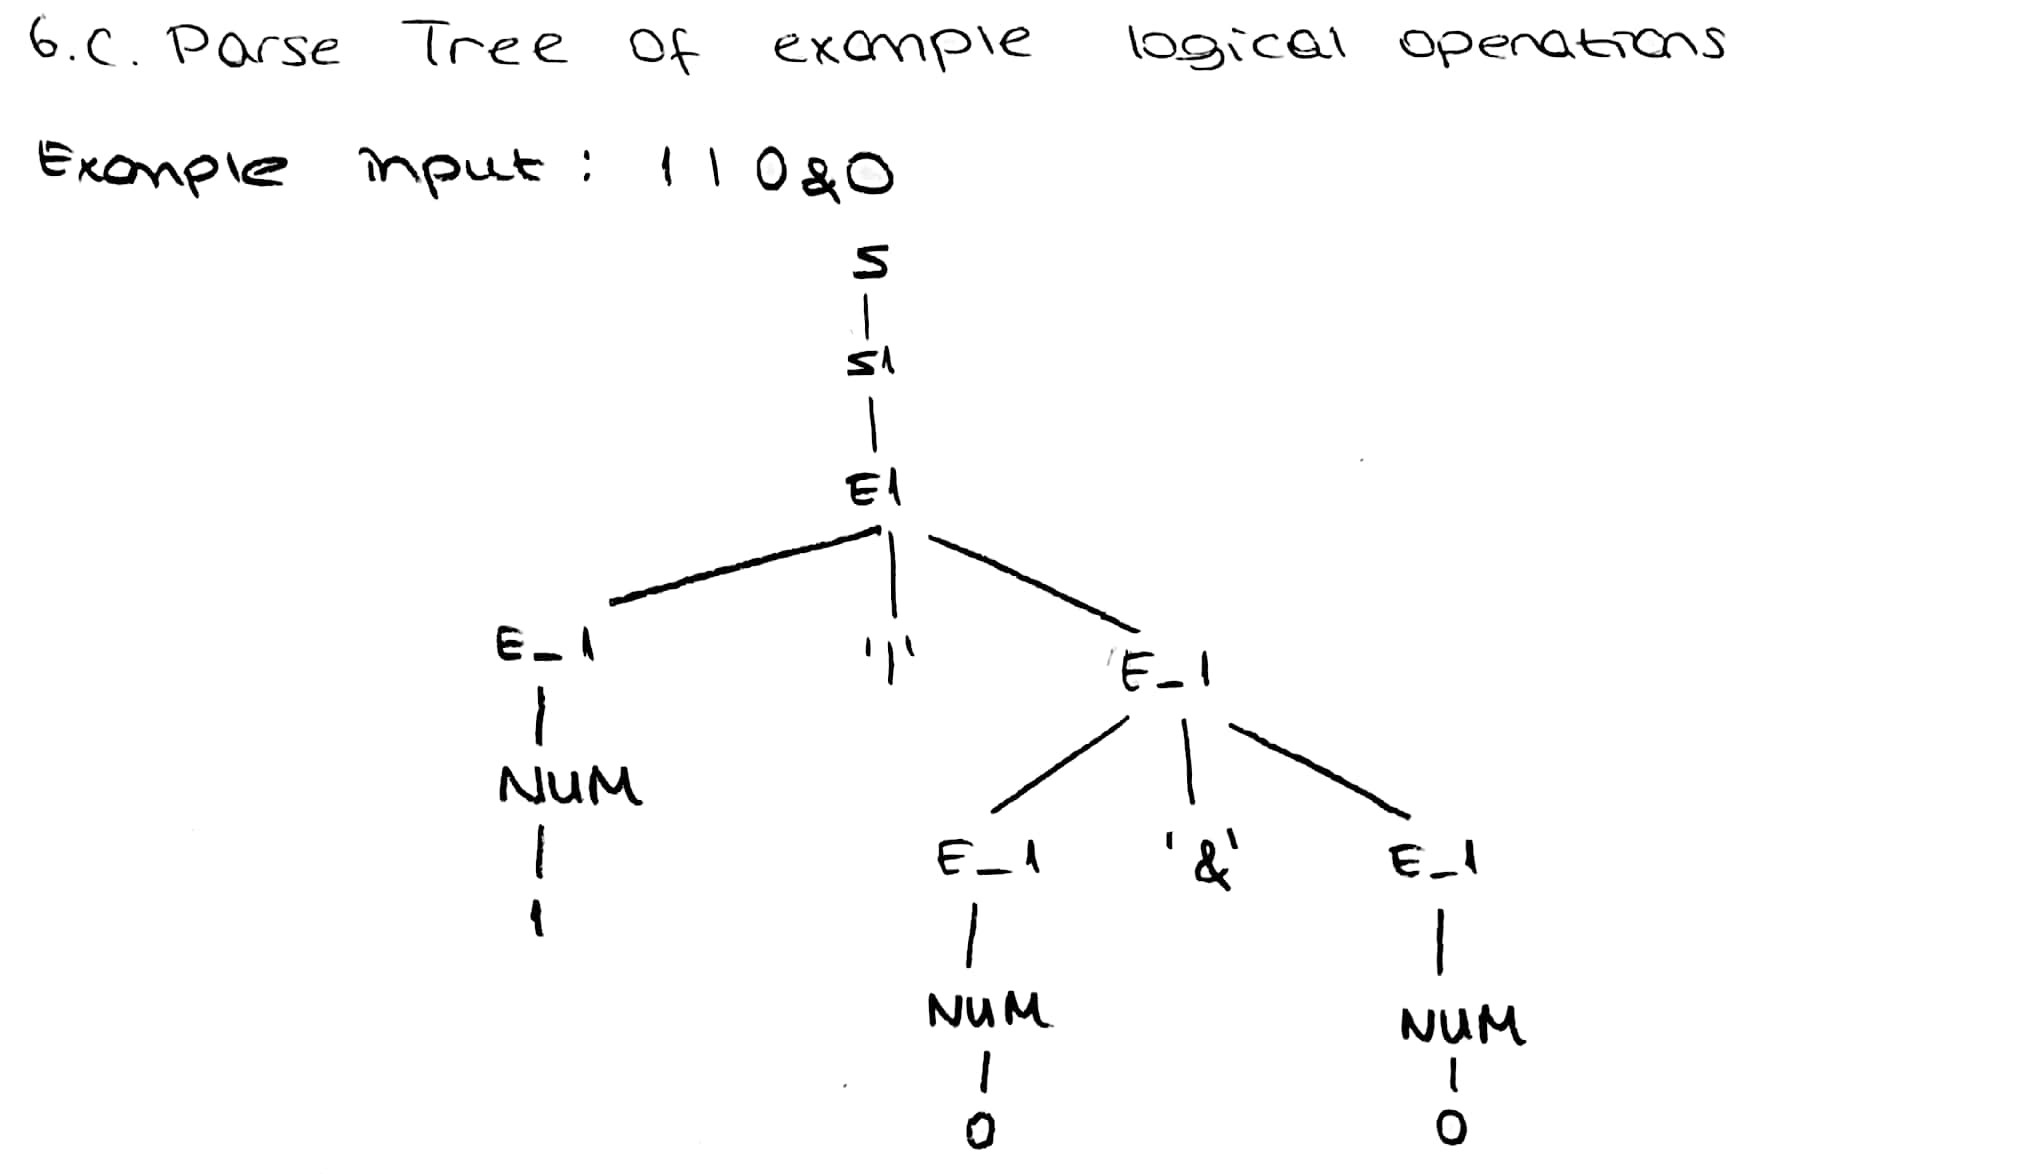 6.C. Parse Tree Of example logical operations
Example input : 1|0&0
S
S1
E1
E_1 '|' E_1
NUM E_1 '&' E_1
1 NUM NUM
0 0